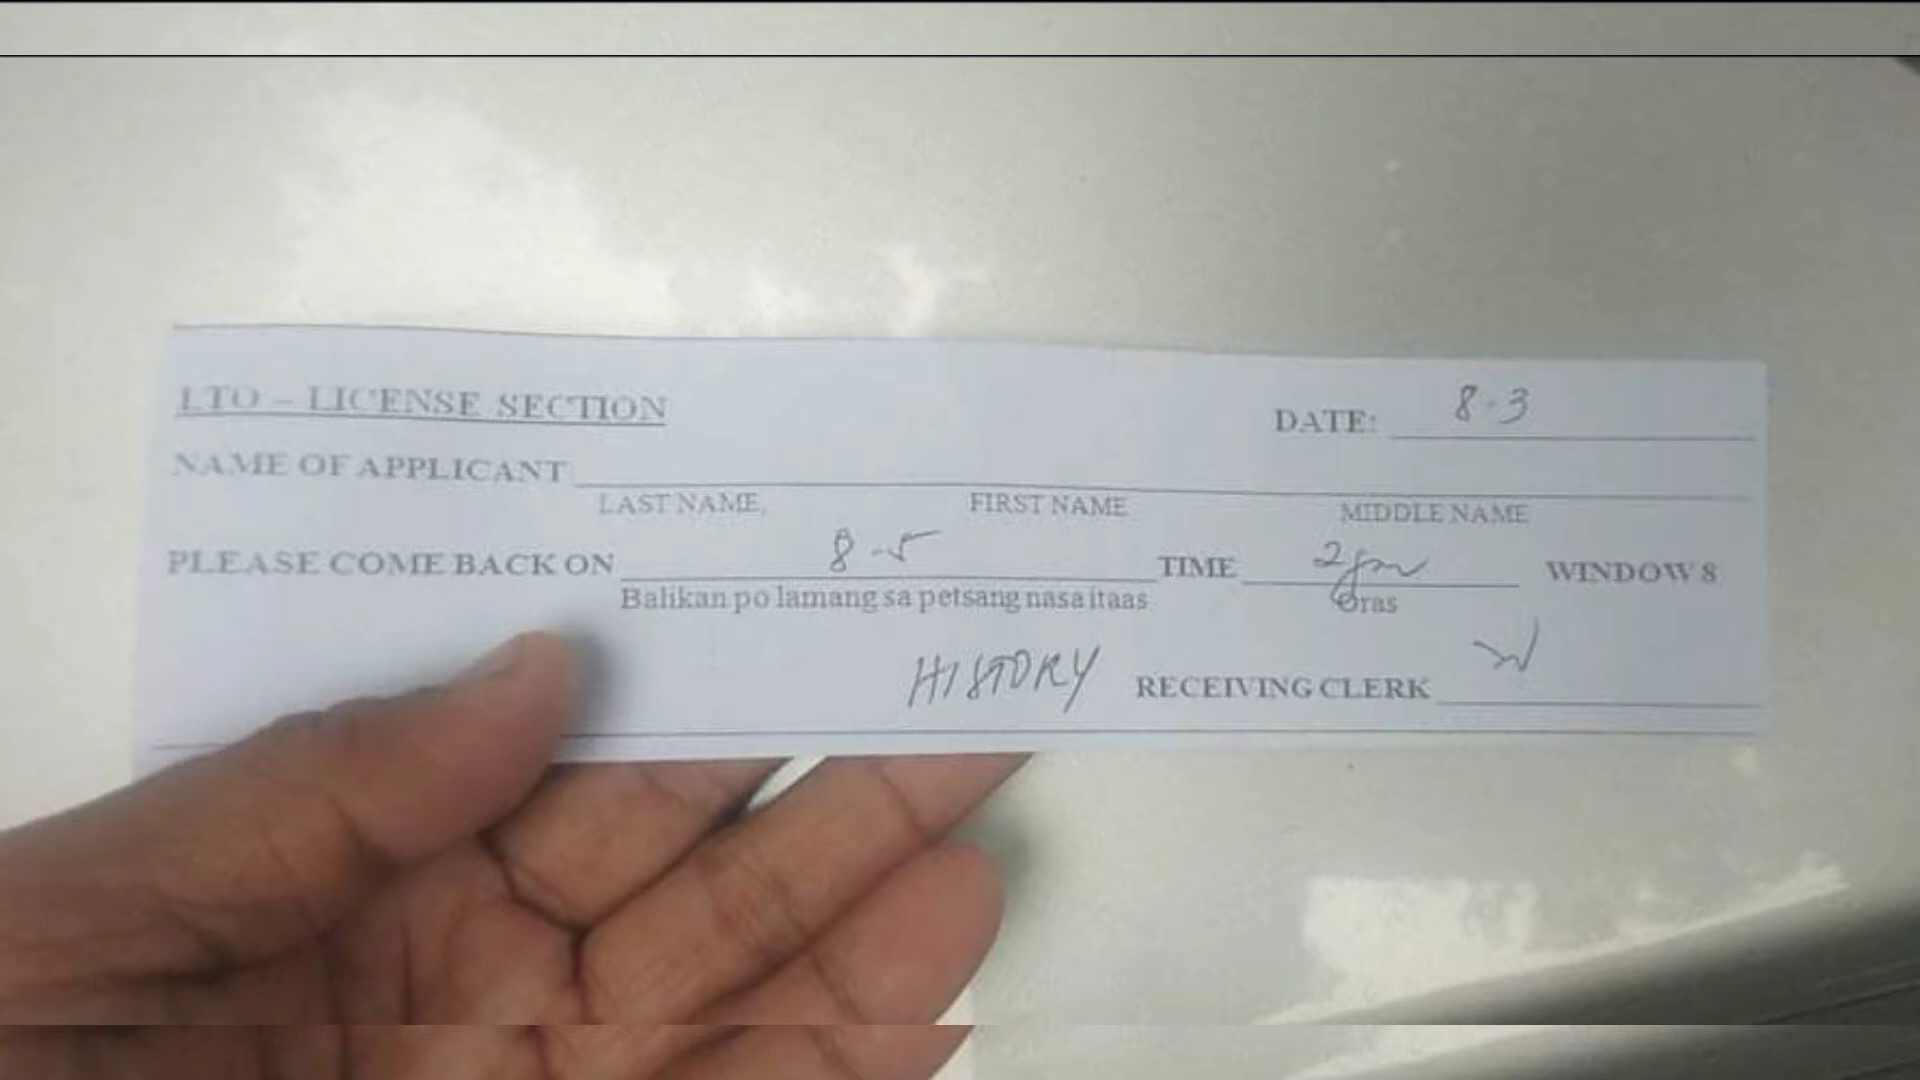 LTO – LICENSE SECTION DATE: 8-3
NAME OF APPLICANT
LAST NAME, FIRST NAME MIDDLE NAME
PLEASE COME BACK ON 8-5 TIME 2pm WINDOW 8
Balikan po lamang sa petsang nasa itaas Oras
HISTORY RECEIVING CLERK